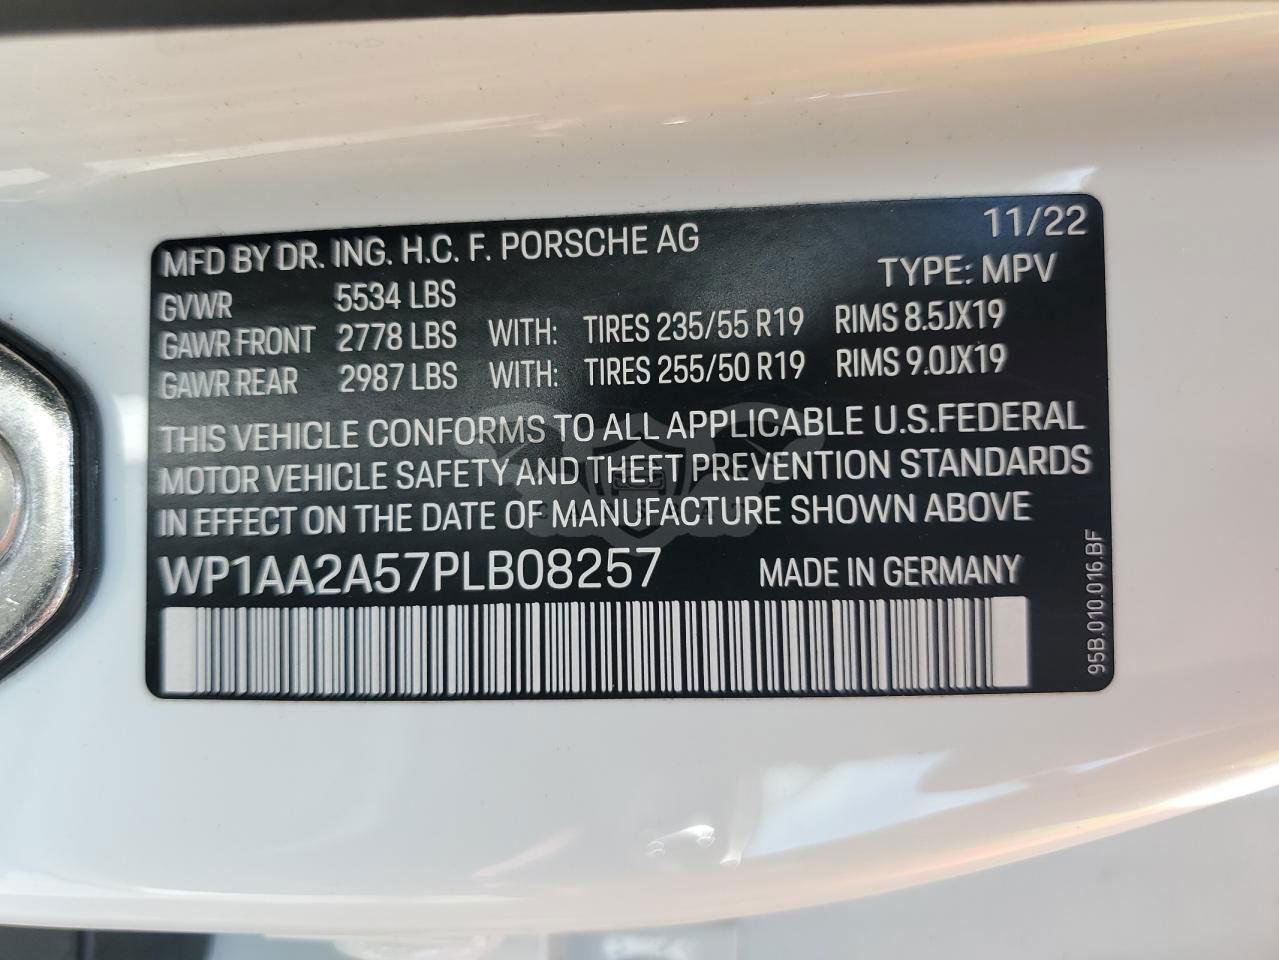 11/22
MFD BY DR. ING. H.C. F. PORSCHE AG
TYPE: MPV
GVWR 5534 LBS
GAWR FRONT 2778 LBS WITH: TIRES 235/55 R19 RIMS 8.5JX19
GAWR REAR 2987 LBS WITH: TIRES 255/50 R19 RIMS 9.0JX19
THIS VEHICLE CONFORMS TO ALL APPLICABLE U.S.FEDERAL
MOTOR VEHICLE SAFETY AND THEFT PREVENTION STANDARDS
IN EFFECT ON THE DATE OF MANUFACTURE SHOWN ABOVE
WP1AA2A57PLB08257 MADE IN GERMANY
95B.010.016.BF